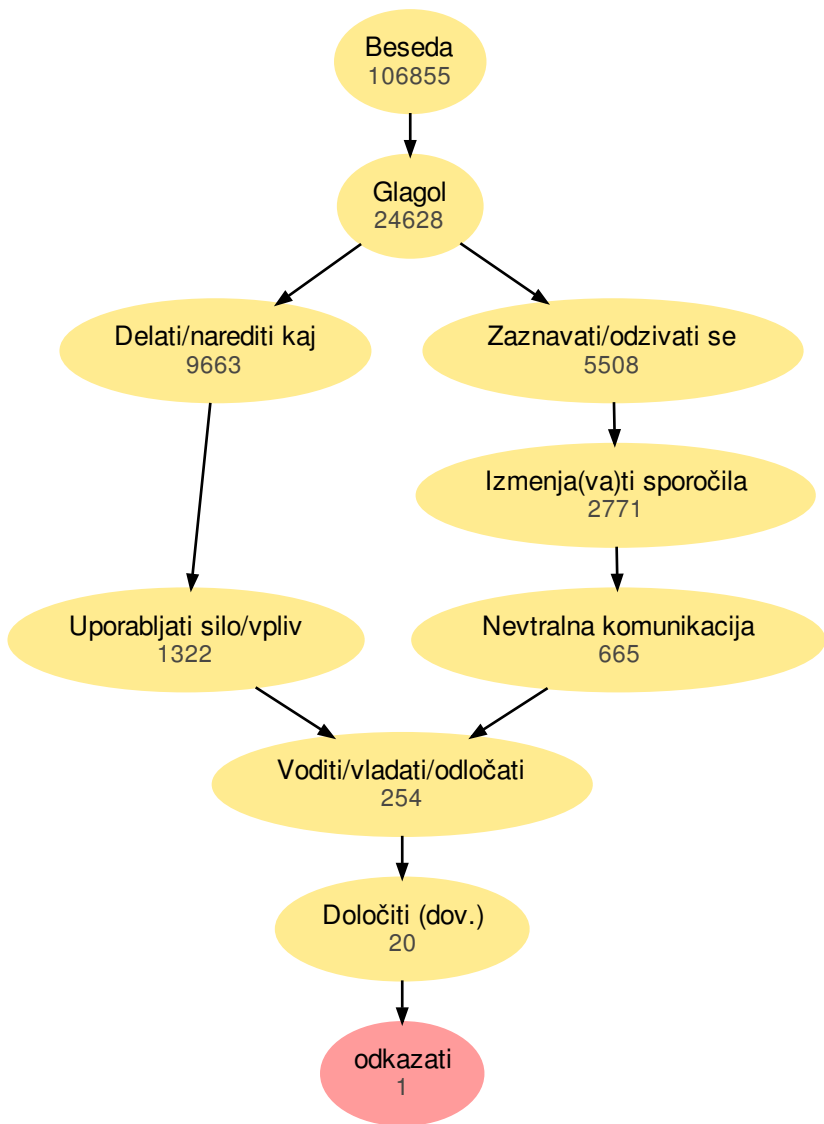 Beseda
106855
Glagol
24628
Delati/narediti kaj
9663
Zaznavati/odzivati se
5508
Izmenja(va)ti sporočila
2771
Uporabljati silo/vpliv
1322
Nevtralna komunikacija
665
Voditi/vladati/odločati
254
Določiti (dov.)
20
odkazati
1